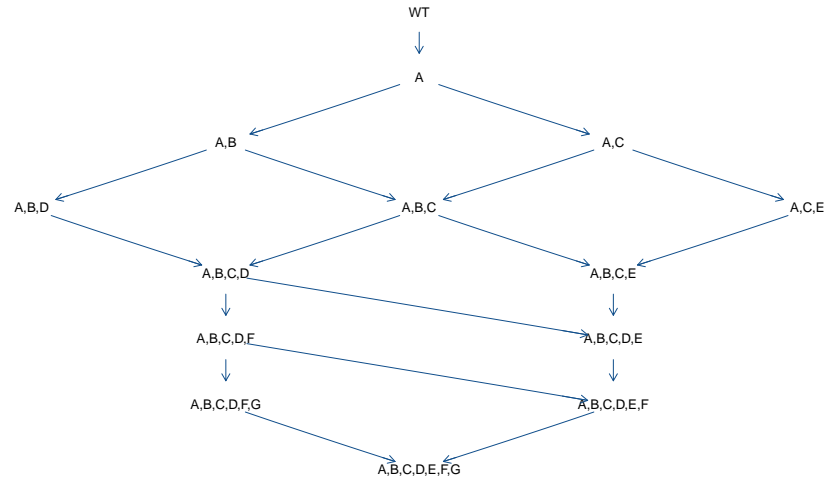 WT
A
A,B
A,C
A,B,D
A,B,C
A,C,E
A,B,C,D
A,B,C,E
A,B,C,D,F
A,B,C,D,E
A,B,C,D,F,G
A,B,C,D,E,F
A,B,C,D,E,F,G